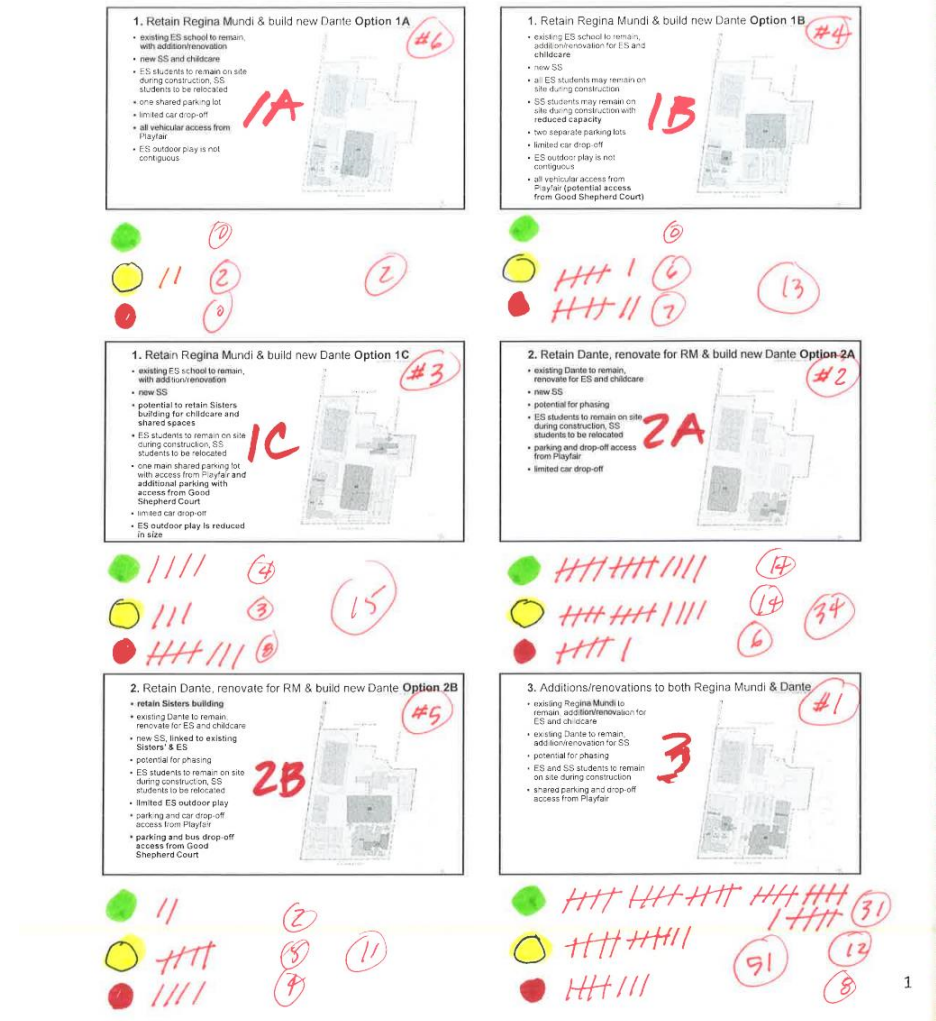 1. Retain Regina Mundi & build new Dante Option 1A
#6
• existing ES school to remain,
with addition/renovation
• new SS and childcare
• ES students to remain on site
during construction, SS
students to be relocated
• one shared parking lot
• limited car drop-off
• all vehicular access from
Playfair
• ES outdoor play is not
contiguous
1A
0
2
0
2
1. Retain Regina Mundi & build new Dante Option 1B
#4
• existing ES school to remain,
addition/renovation for ES and
childcare
• new SS
• all ES students may remain on
site during construction
• SS students may remain on
site during construction with
reduced capacity
• two separate parking lots
• limited car drop-off
• ES outdoor play is not
contiguous
• all vehicular access from
Playfair (potential access
from Good Shepherd Court)
1B
0
6
7
13
1. Retain Regina Mundi & build new Dante Option 1C
#3
• existing ES school to remain,
with addition/renovation
• new SS
• potential to retain Sisters
building for childcare and
shared spaces
• ES students to remain on site
during construction, SS
students to be relocated
• one main shared parking lot
with access from Playfair and
additional parking with
access from Good
Shepherd Court
• limited car drop-off
• ES outdoor play is reduced
in size
1C
4
3
8
15
2. Retain Dante, renovate for RM & build new Dante Option 2A
#2
• existing Dante to remain,
renovate for ES and childcare
• new SS
• potential for phasing
• ES students to remain on site
during construction, SS
students to be relocated
• parking and drop-off access
from Playfair
• limited car drop-off
2A
14
14
6
34
2. Retain Dante, renovate for RM & build new Dante Option 2B
#5
• retain Sisters building
• existing Dante to remain,
renovate for ES and childcare
• new SS, linked to existing
Sisters' & ES
• potential for phasing
• ES students to remain on site
during construction, SS
students to be relocated
• limited ES outdoor play
• parking and car drop-off
access from Playfair
• parking and bus drop-off
access from Good
Shepherd Court
2B
2
5
4
11
3. Additions/renovations to both Regina Mundi & Dante
#1
• existing Regina Mundi to
remain, addition/renovation for
ES and childcare
• existing Dante to remain,
addition/renovation for SS
• potential for phasing
• ES and SS students to remain
on site during construction
• shared parking and drop-off
access from Playfair
3
31
12
8
51
1